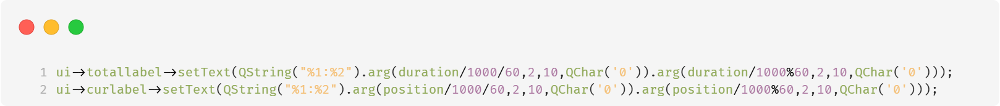 1 ui->totallabel->setText(QString("%1:%2").arg(duration/1000/60,2,10,QChar('0')).arg(duration/1000%60,2,10,QChar('0')));
2 ui->curlabel->setText(QString("%1:%2").arg(position/1000/60,2,10,QChar('0')).arg(position/1000%60,2,10,QChar('0')));